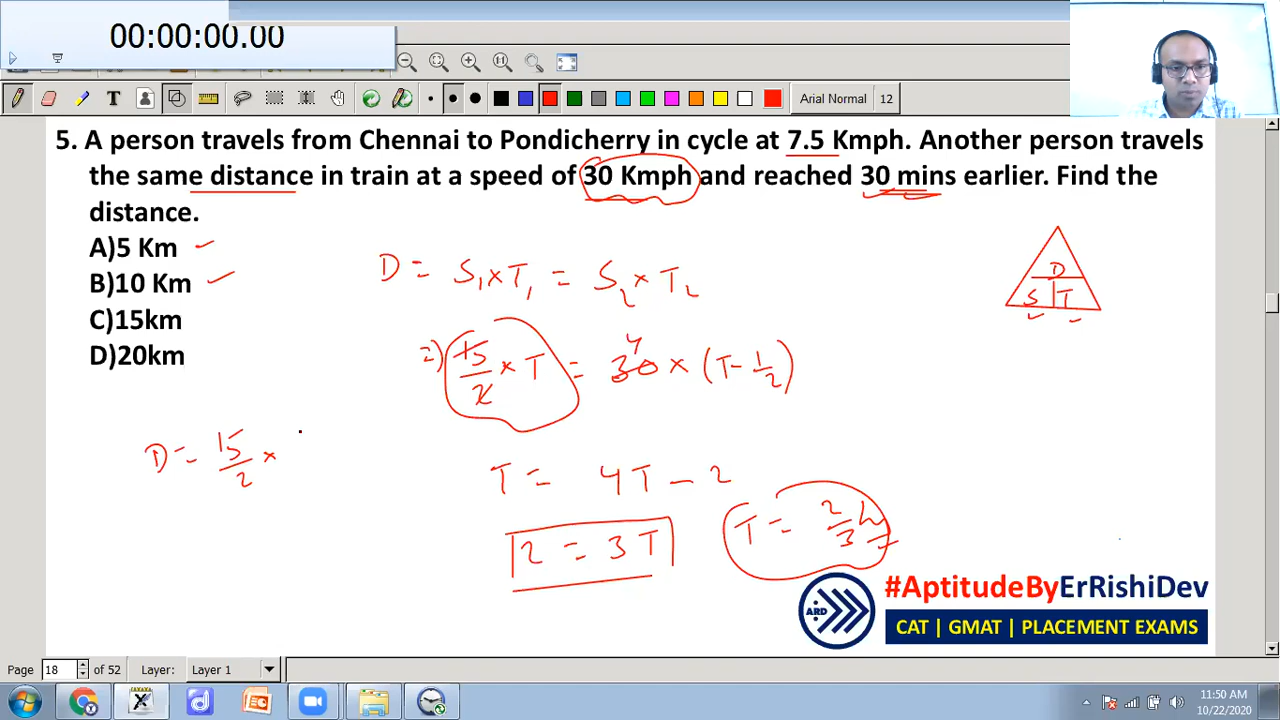 00:00:00.00
T
Arial Normal
12
5. A person travels from Chennai to Pondicherry in cycle at 7.5 Kmph. Another person travels
the same distance in train at a speed of 30 Kmph and reached 30 mins earlier. Find the
distance.
A)5 Km
B)10 Km
C)15km
D)20km
D = S₁×T₁ = S₂ × T₂
D
S T
=) 15/2 × T = 30 × (T - 1/2)
4
D = 15/2 ×
T = 4T - 2
2 = 3T
T = 2/3 h
ARD
#AptitudeByErRishiDev
CAT | GMAT | PLACEMENT EXAMS
Page 18 of 52 Layer: Layer 1
11:50 AM
10/22/2020